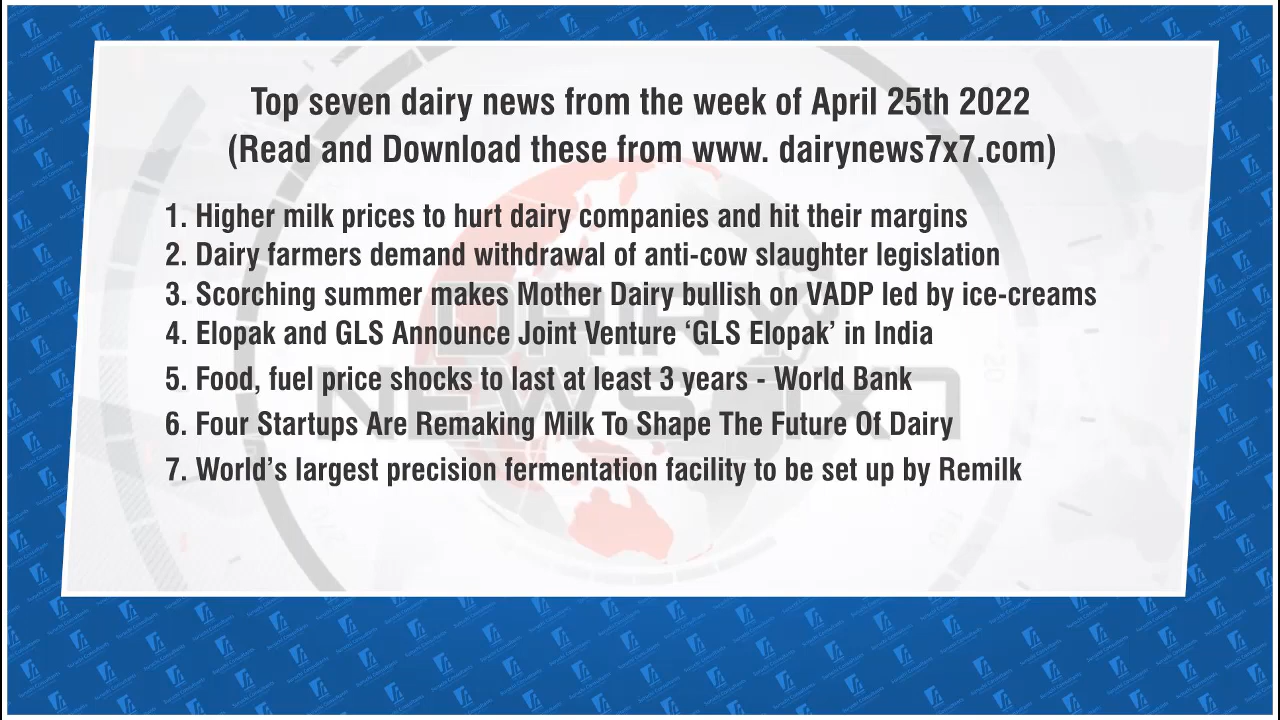 Top seven dairy news from the week of April 25th 2022
(Read and Download these from www. dairynews7x7.com)
1. Higher milk prices to hurt dairy companies and hit their margins
2. Dairy farmers demand withdrawal of anti-cow slaughter legislation
3. Scorching summer makes Mother Dairy bullish on VADP led by ice-creams
4. Elopak and GLS Announce Joint Venture ‘GLS Elopak’ in India
5. Food, fuel price shocks to last at least 3 years - World Bank
6. Four Startups Are Remaking Milk To Shape The Future Of Dairy
7. World’s largest precision fermentation facility to be set up by Remilk
DAIRY
NEWS 7X7